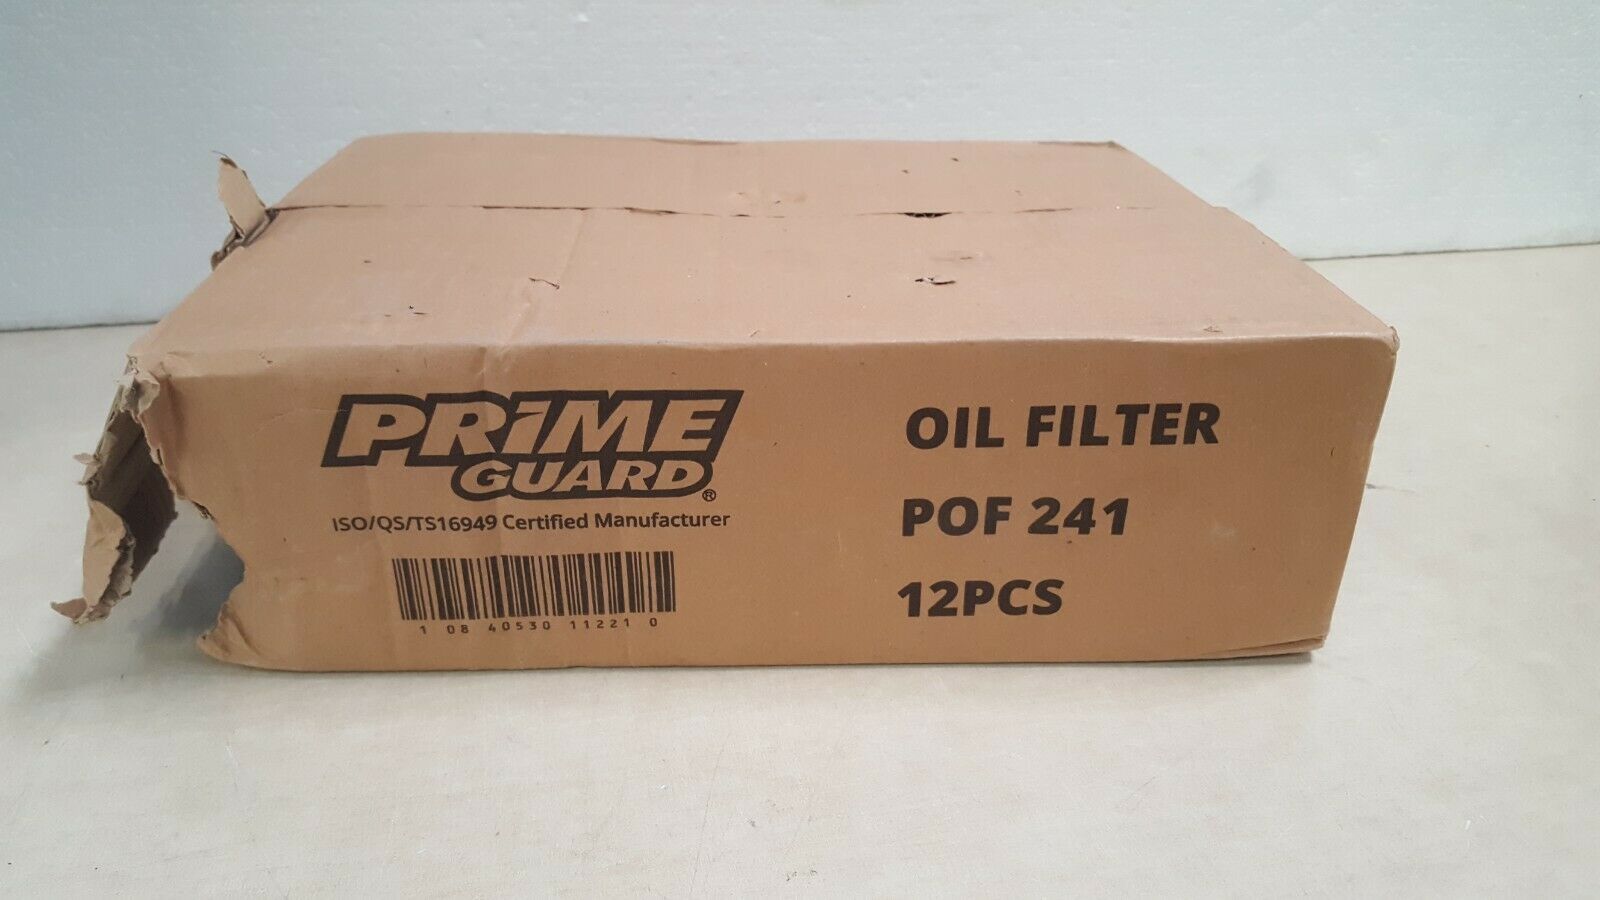 PRiME
GUARD®
ISO/QS/TS16949 Certified Manufacturer
1 08 40530 11221 0
OIL FILTER
POF 241
12PCS